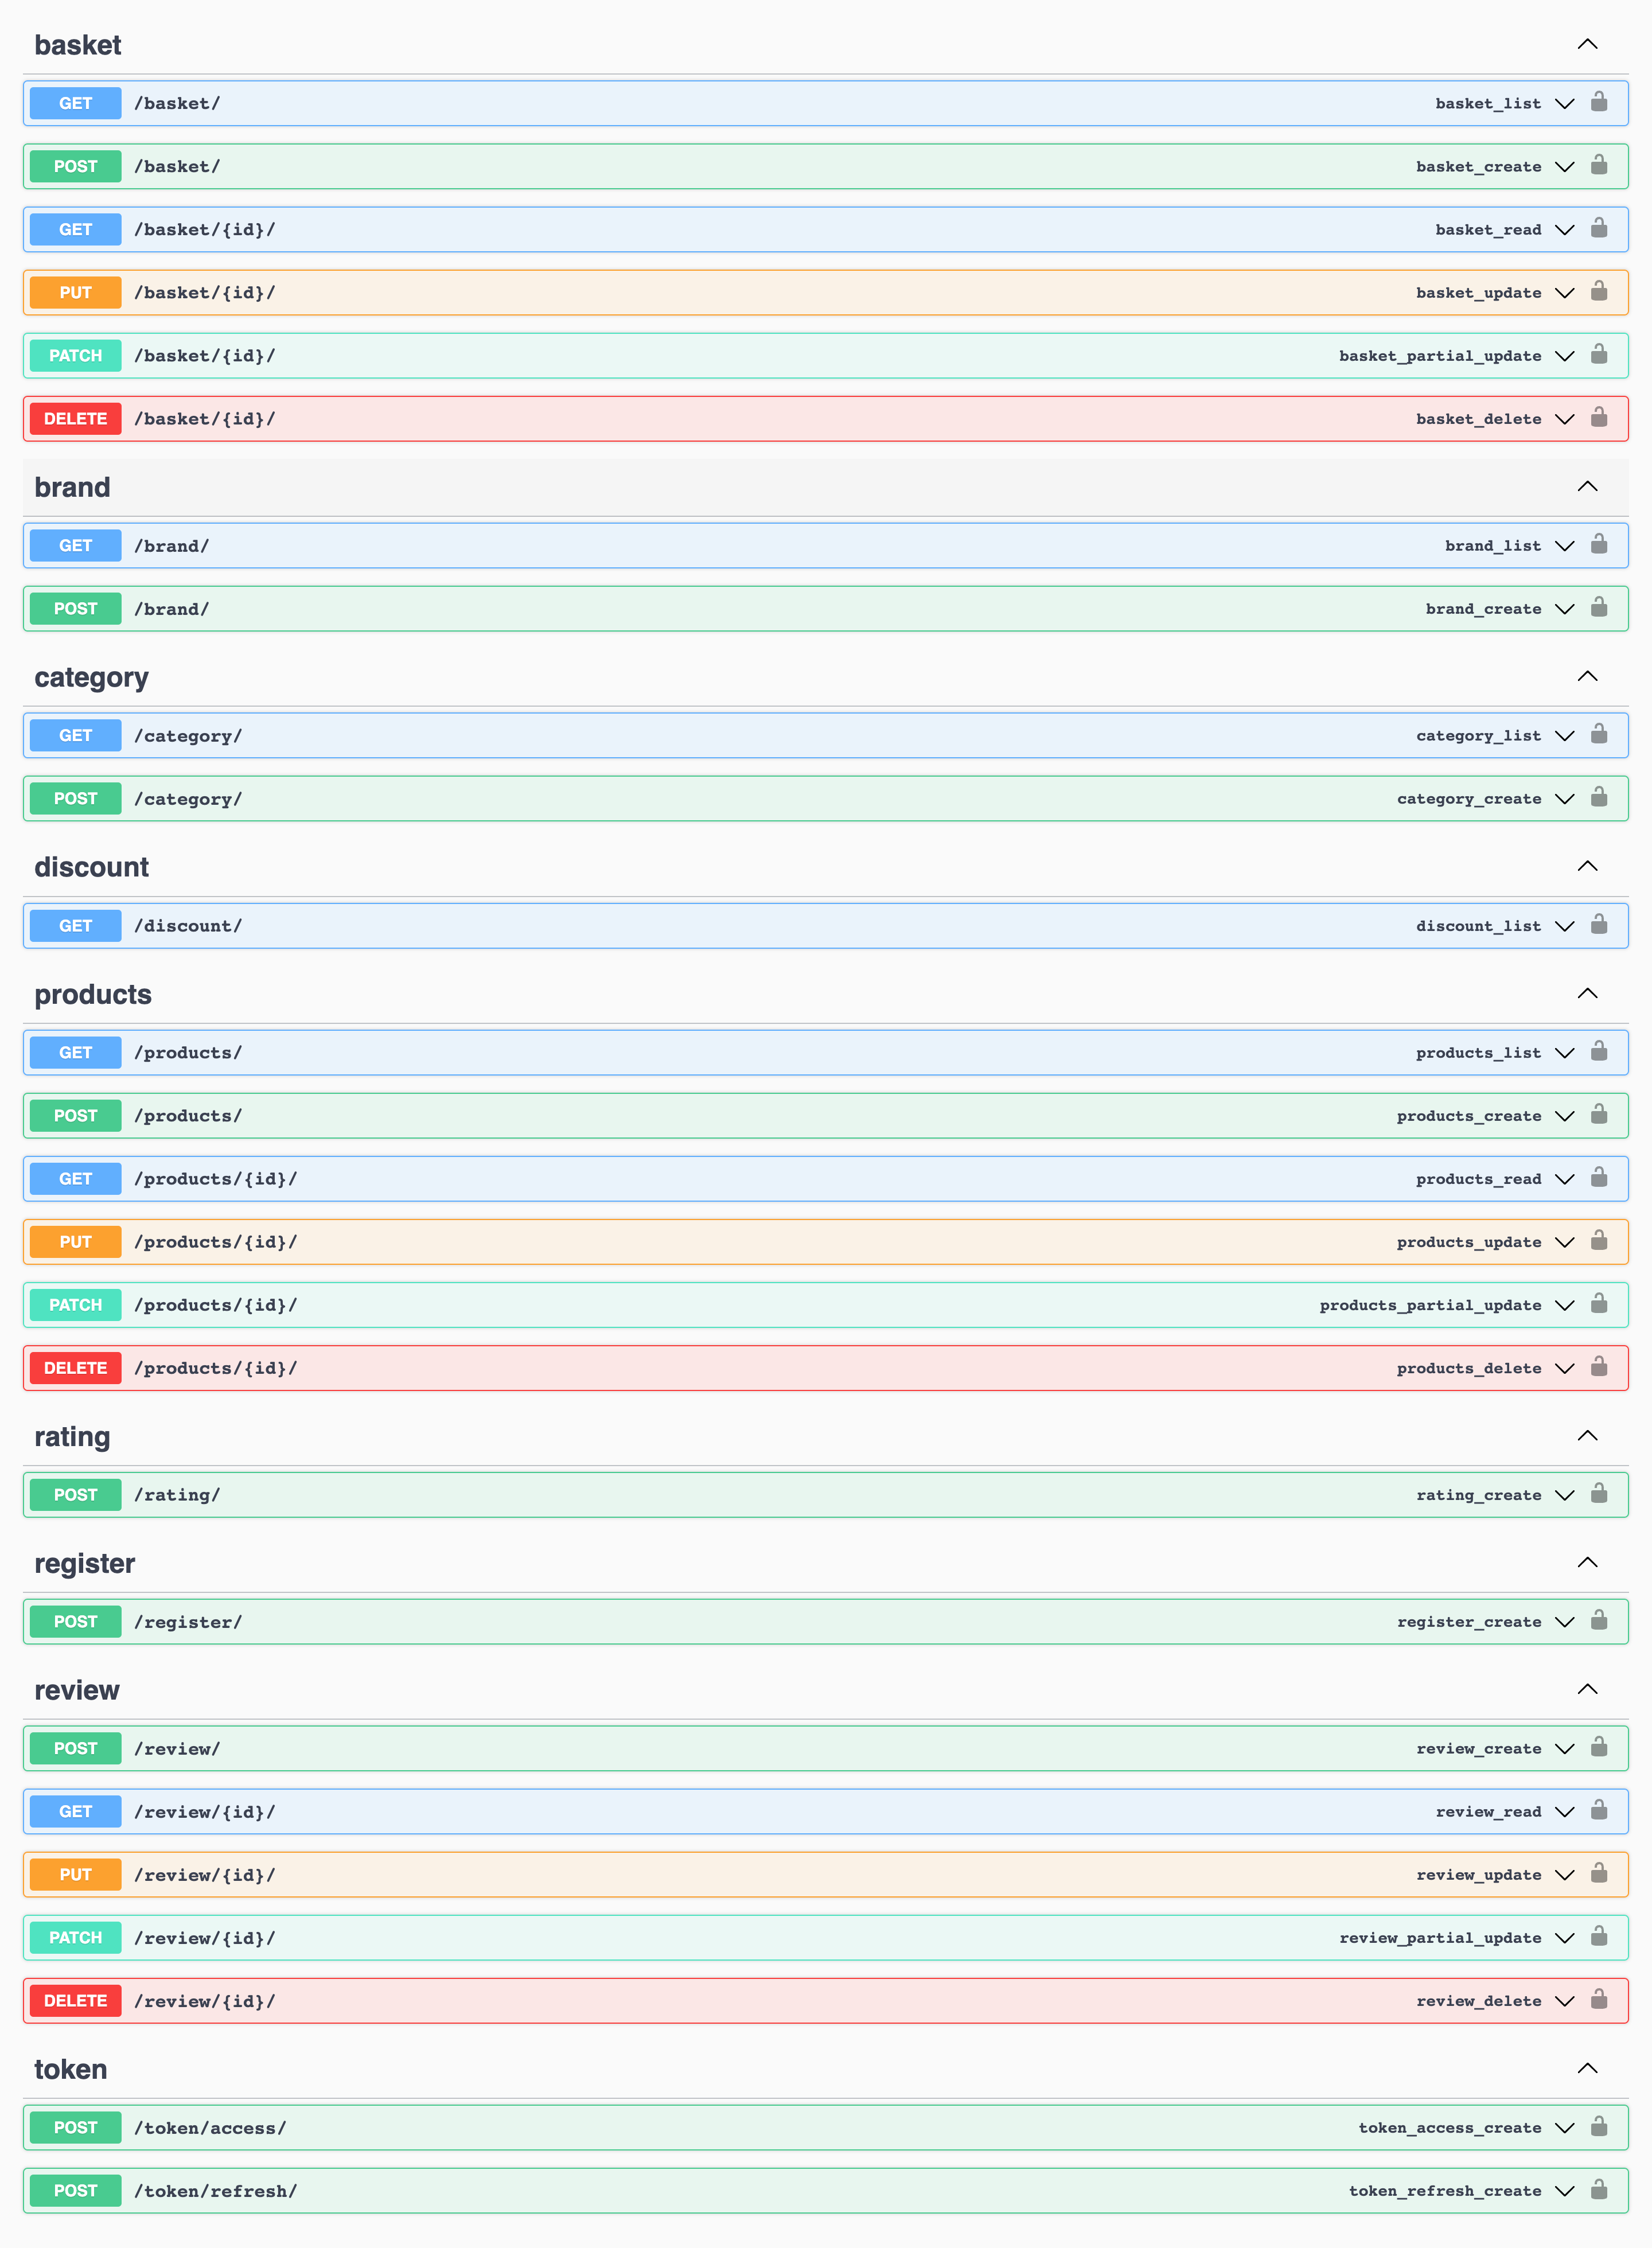 basket
GET /basket/ basket_list
POST /basket/ basket_create
GET /basket/{id}/ basket_read
PUT /basket/{id}/ basket_update
PATCH /basket/{id}/ basket_partial_update
DELETE /basket/{id}/ basket_delete
brand
GET /brand/ brand_list
POST /brand/ brand_create
category
GET /category/ category_list
POST /category/ category_create
discount
GET /discount/ discount_list
products
GET /products/ products_list
POST /products/ products_create
GET /products/{id}/ products_read
PUT /products/{id}/ products_update
PATCH /products/{id}/ products_partial_update
DELETE /products/{id}/ products_delete
rating
POST /rating/ rating_create
register
POST /register/ register_create
review
POST /review/ review_create
GET /review/{id}/ review_read
PUT /review/{id}/ review_update
PATCH /review/{id}/ review_partial_update
DELETE /review/{id}/ review_delete
token
POST /token/access/ token_access_create
POST /token/refresh/ token_refresh_create